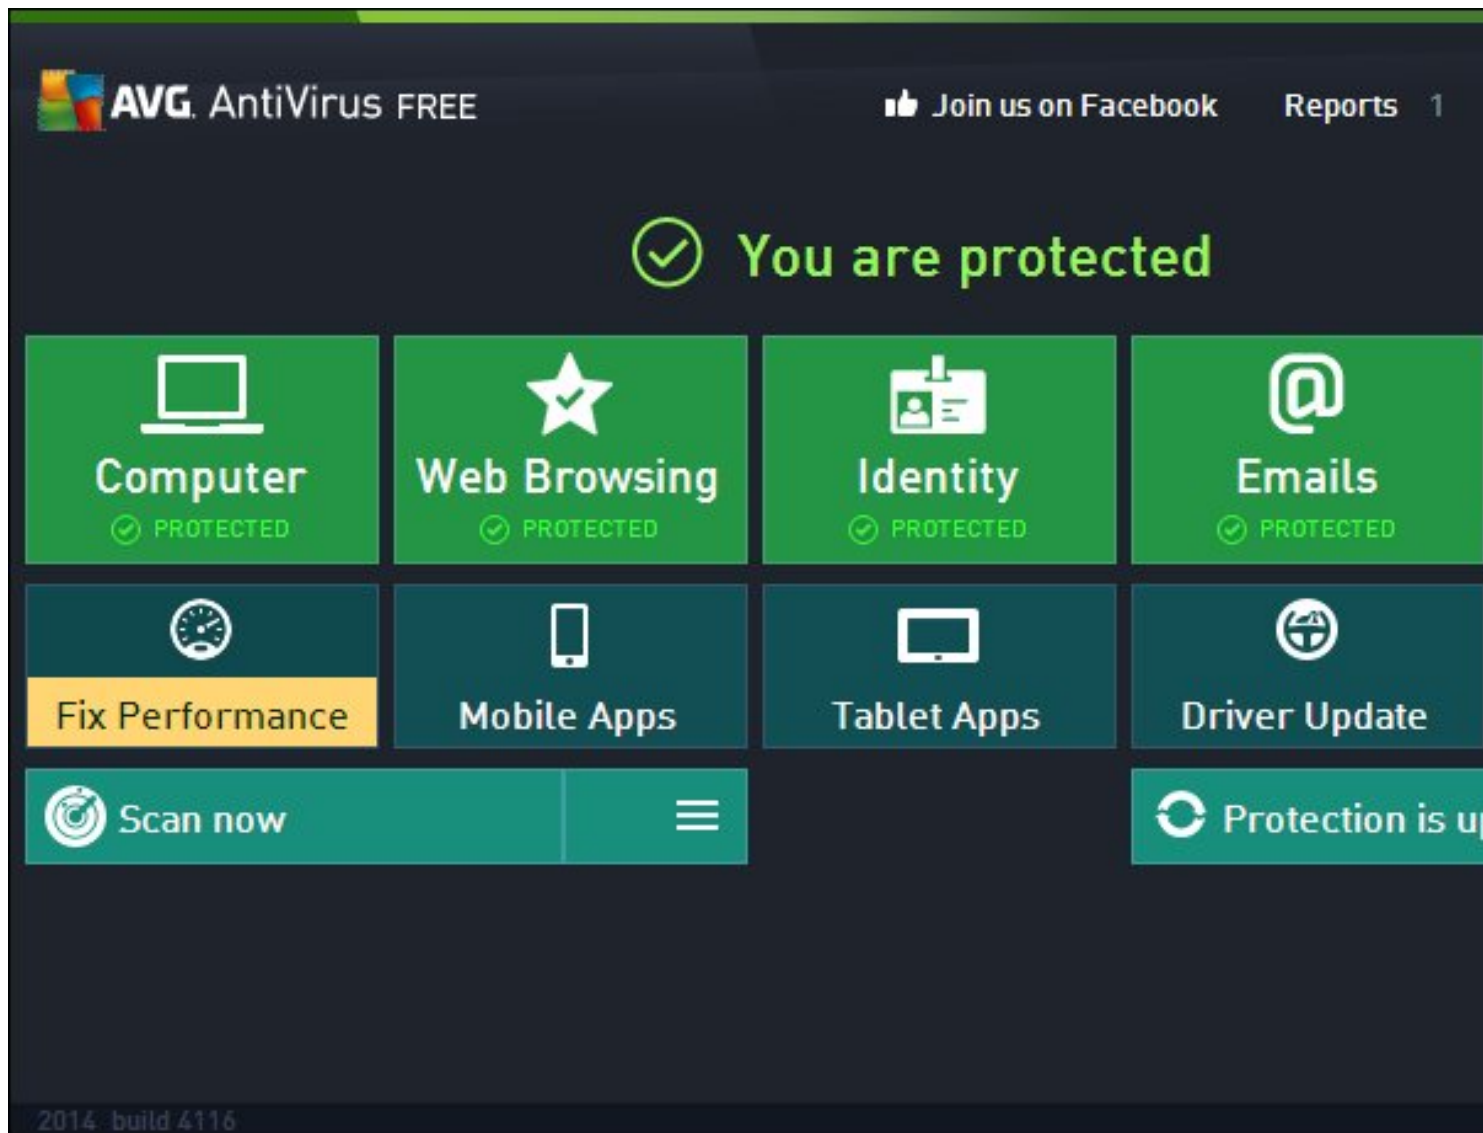 AVG. AntiVirus FREE
Join us on Facebook
Reports 1
You are protected
Computer
PROTECTED
Web Browsing
PROTECTED
Identity
PROTECTED
Emails
PROTECTED
Fix Performance
Mobile Apps
Tablet Apps
Driver Update
Scan now
Protection is
2014 build 4116